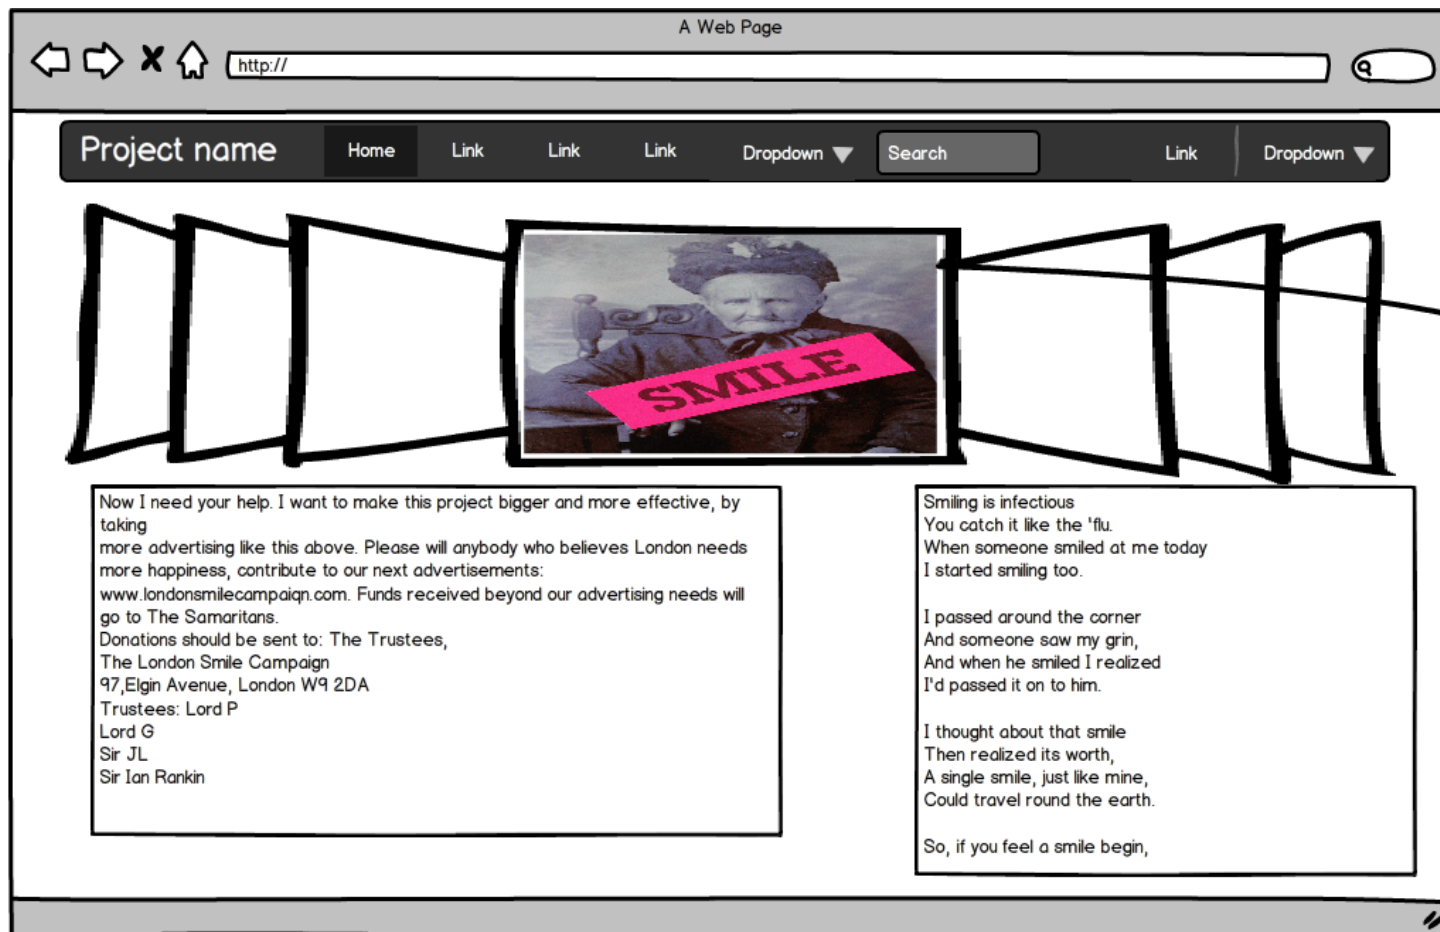 A Web Page
http://
Project name
Home
Link
Link
Link
Dropdown
Search
Link
Dropdown
SMILE
Now I need your help. I want to make this project bigger and more effective, by
taking
more advertising like this above. Please will anybody who believes London needs
more happiness, contribute to our next advertisements:
www.londonsmilecampaign.com. Funds received beyond our advertising needs will
go to The Samaritans.
Donations should be sent to: The Trustees,
The London Smile Campaign
97,Elgin Avenue, London W9 2DA
Trustees: Lord P
Lord G
Sir JL
Sir Ian Rankin
Smiling is infectious
You catch it like the 'flu.
When someone smiled at me today
I started smiling too.
I passed around the corner
And someone saw my grin,
And when he smiled I realized
I'd passed it on to him.
I thought about that smile
Then realized its worth,
A single smile, just like mine,
Could travel round the earth.
So, if you feel a smile begin,